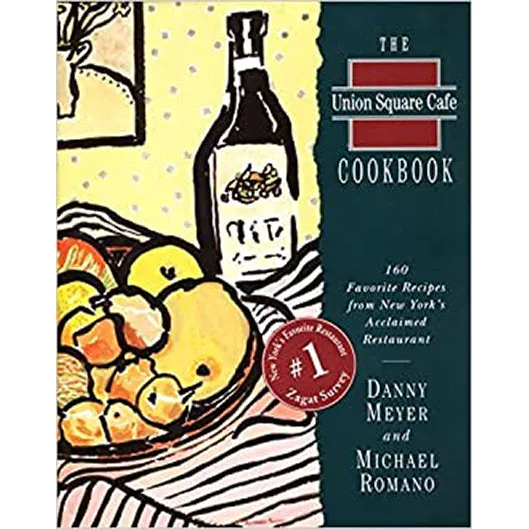 THE
Union Square Cafe
COOKBOOK
160
Favorite Recipes
from New York's
Acclaimed
Restaurant
New York's Favorite Restaurant
#1
Zagat Survey
DANNY
MEYER
and
MICHAEL
ROMANO